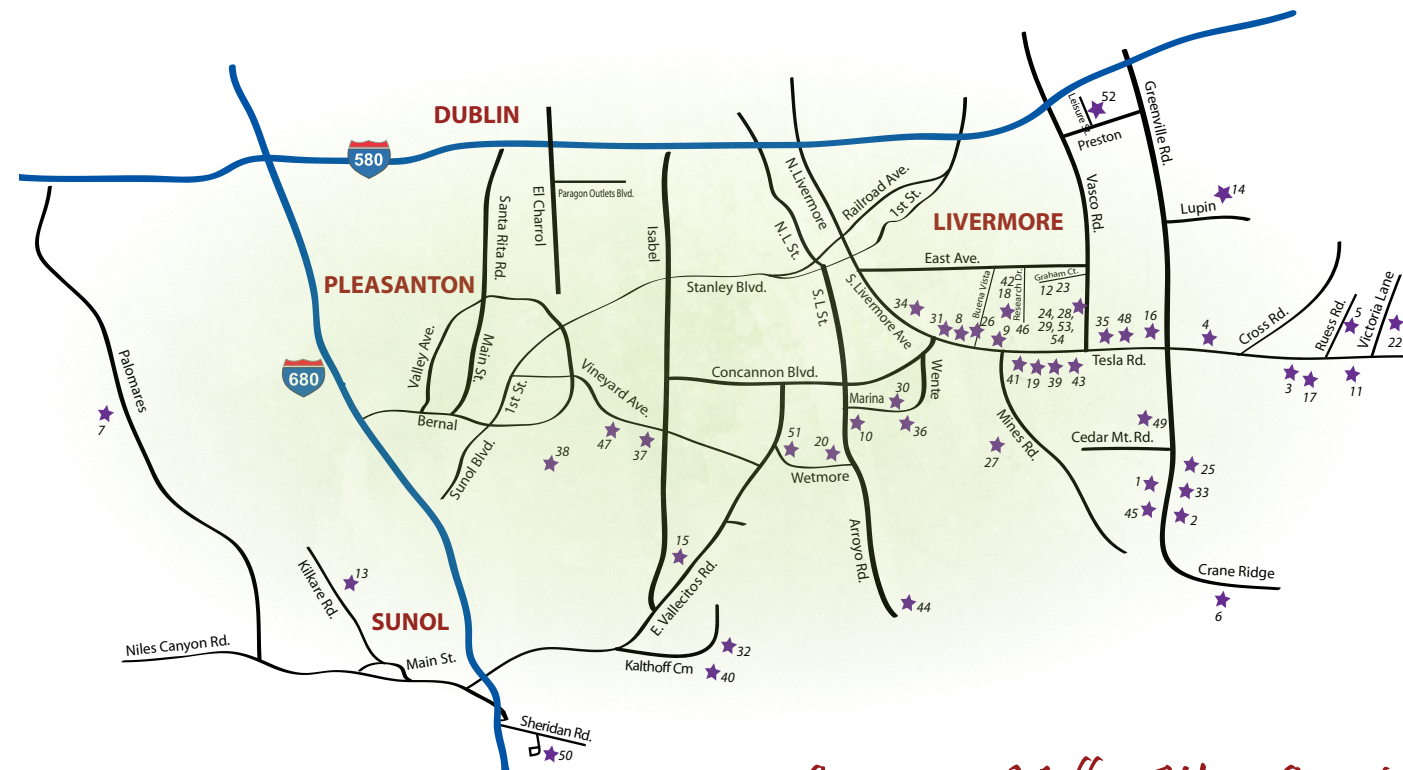 DUBLIN
580
52
Leisure St.
Preston
Greenville Rd.
Vasco Rd.
14
Lupin
Santa Rita Rd.
El Charrol
Paragon Outlets Blvd.
Isabel
N. Livermore
N. L St.
Railroad Ave.
1st St.
LIVERMORE
East Ave.
PLEASANTON
Stanley Blvd.
S. L St.
S. Livermore Ave
34
31
8
26
Buena Vista
42
18
Research Dr.
46
9
Graham Ct.
12 23
24, 28,
29, 53,
54
35
48
16
4
Cross Rd.
Ruess Rd.
5
Victoria Lane
22
Tesla Rd.
41
19
39
43
3
17
11
Palomares
7
680
Valley Ave.
Main St.
1st St.
Bernal
Sunol Blvd.
Vineyard Ave.
47
37
38
Concannon Blvd.
Wente
Marina
30
36
10
51
20
Wetmore
Mines Rd.
27
49
Cedar Mt. Rd.
25
1
33
45
2
Crane Ridge
6
Arroyo Rd.
44
15
E. Vallecitos Rd.
Kilkare Rd.
13
SUNOL
Niles Canyon Rd.
Main St.
Kalthoff Cm
32
40
Sheridan Rd.
50